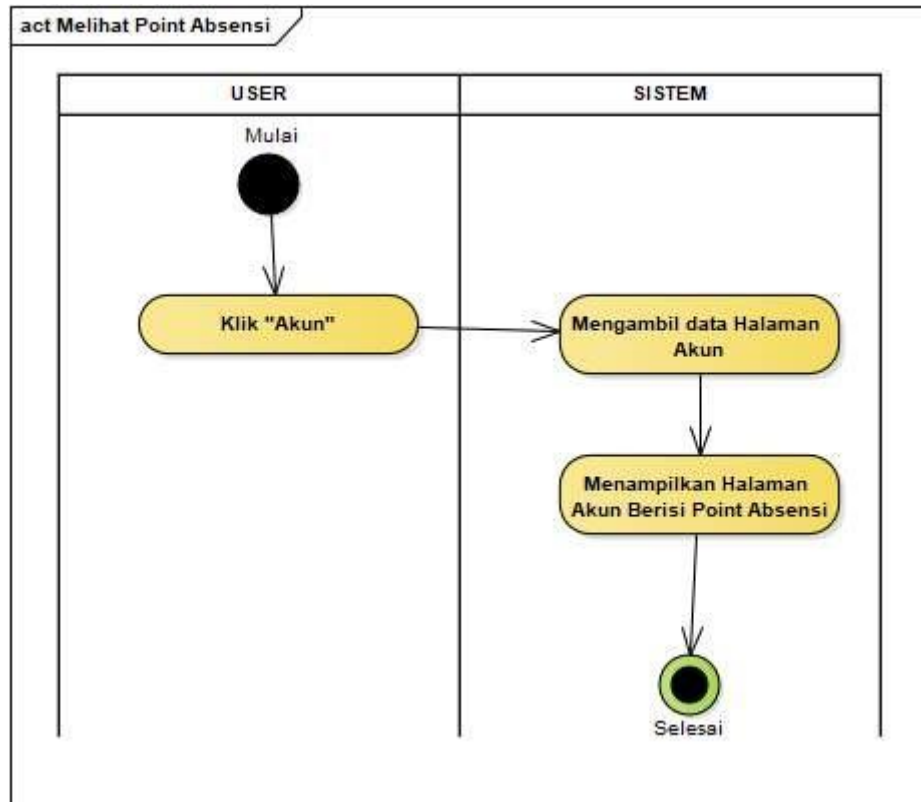 act Melihat Point Absensi
USER
SISTEM
Mulai
Klik "Akun"
Mengambil data Halaman
Akun
Menampilkan Halaman
Akun Berisi Point Absensi
Selesai